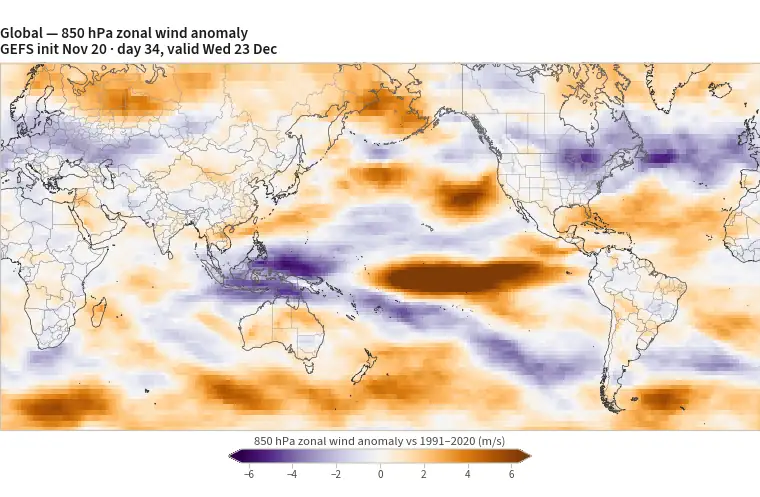 Global — 850 hPa zonal wind anomaly
GEFS init Nov 20 · day 34, valid Wed 23 Dec
850 hPa zonal wind anomaly vs 1991–2020 (m/s)
−6 −4 −2 0 2 4 6